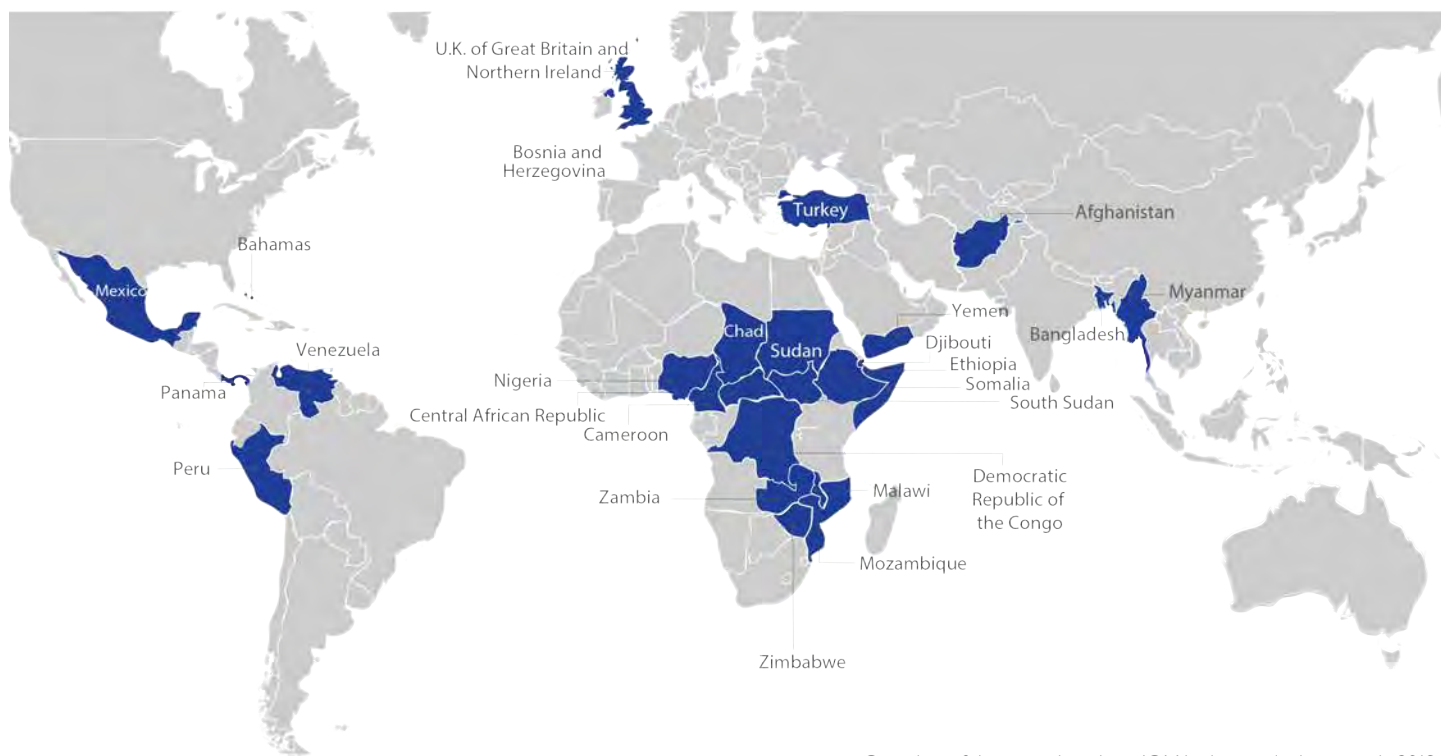 U.K. of Great Britain and
Northern Ireland
Bosnia and
Herzegovina
Turkey
Afghanistan
Bahamas
Mexico
Myanmar
Yemen
Chad
Bangladesh
Djibouti
Venezuela
Sudan
Ethiopia
Nigeria
Somalia
Panama
South Sudan
Central African Republic
Cameroon
Peru
Democratic
Republic of
the Congo
Zambia
Malawi
Mozambique
Zimbabwe